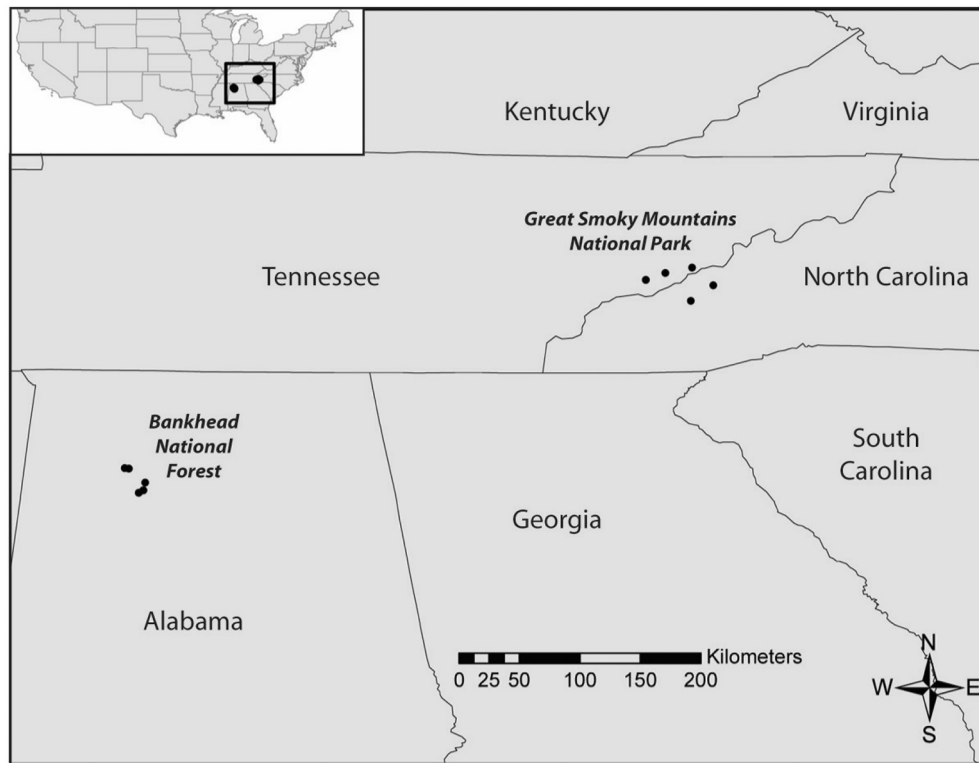 Kentucky
Virginia
Great Smoky Mountains
National Park
Tennessee
North Carolina
Bankhead
National
Forest
South
Carolina
Georgia
Alabama
Kilometers
0 25 50 100 150 200
N
W E
S